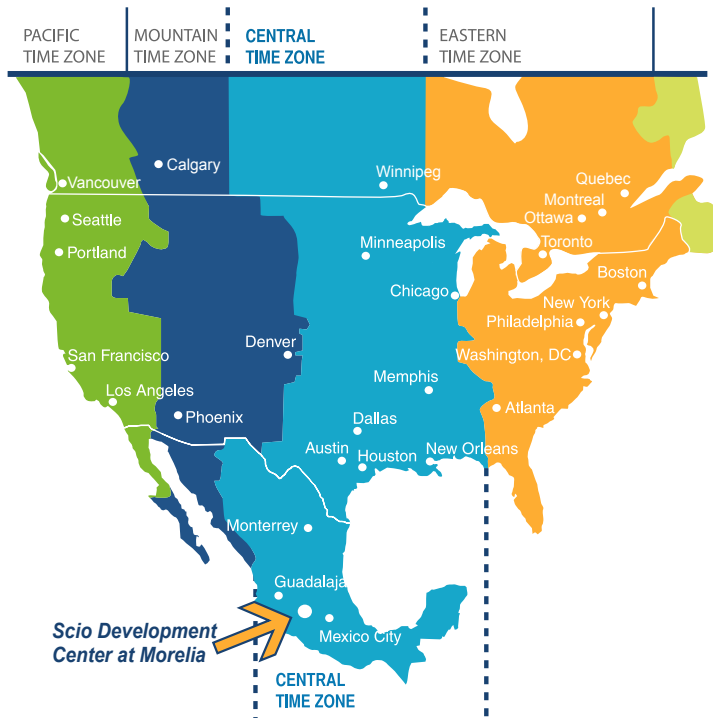 PACIFIC
TIME ZONE
MOUNTAIN
TIME ZONE
CENTRAL
TIME ZONE
EASTERN
TIME ZONE
Calgary
Winnipeg
Vancouver
Quebec
Montreal
Ottawa
Seattle
Portland
Minneapolis
Toronto
Boston
Chicago
New York
Philadelphia
Denver
San Francisco
Washington, DC
Los Angeles
Memphis
Phoenix
Dallas
Atlanta
Austin
Houston
New Orleans
Monterrey
Guadalaja
Mexico City
Scio Development
Center at Morelia
CENTRAL
TIME ZONE